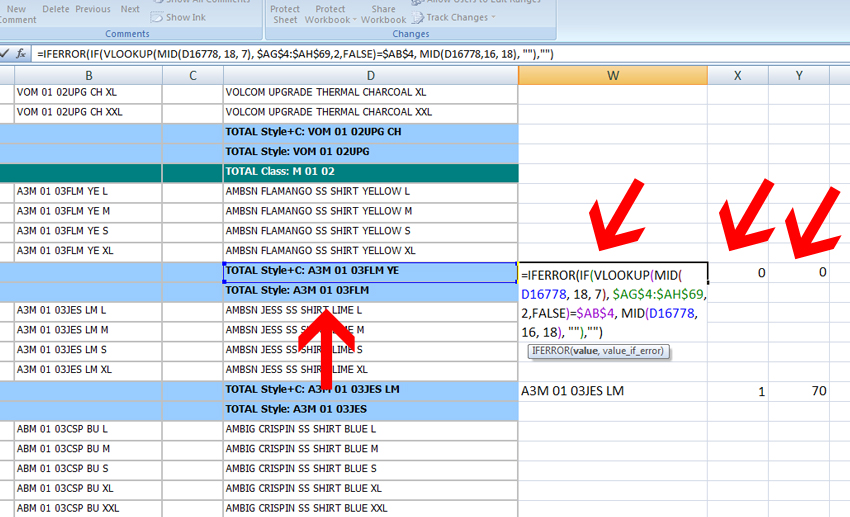 Show All Comments
Allow Users to Edit Ranges
New Comment
Delete
Previous
Next
Show Ink
Protect Sheet
Protect Workbook
Share Workbook
Track Changes
Comments
Changes
fx =IFERROR(IF(VLOOKUP(MID(D16778, 18, 7), $AG$4:$AH$69,2,FALSE)=$AB$4, MID(D16778,16, 18), ""),"")
B C D W X Y
VOM 01 02UPG CH XL VOLCOM UPGRADE THERMAL CHARCOAL XL
VOM 01 02UPG CH XXL VOLCOM UPGRADE THERMAL CHARCOAL XXL
TOTAL Style+C: VOM 01 02UPG CH
TOTAL Style: VOM 01 02UPG
TOTAL Class: M 01 02
A3M 01 03FLM YE L AMBSN FLAMANGO SS SHIRT YELLOW L
A3M 01 03FLM YE M AMBSN FLAMANGO SS SHIRT YELLOW M
A3M 01 03FLM YE S AMBSN FLAMANGO SS SHIRT YELLOW S
A3M 01 03FLM YE XL AMBSN FLAMANGO SS SHIRT YELLOW XL
TOTAL Style+C: A3M 01 03FLM YE 0 0
=IFERROR(IF(VLOOKUP(MID(
D16778, 18, 7), $AG$4:$AH$69,
2,FALSE)=$AB$4, MID(D16778,
16, 18), ""),"")
IFERROR(value, value_if_error)
TOTAL Style: A3M 01 03FLM
A3M 01 03JES LM L AMBSN JESS SS SHIRT LIME L
A3M 01 03JES LM M AMBSN JESS SS SHIRT LIME M
A3M 01 03JES LM S AMBSN JESS SS SHIRT LIME S
A3M 01 03JES LM XL AMBSN JESS SS SHIRT LIME XL
TOTAL Style+C: A3M 01 03JES LM A3M 01 03JES LM 1 70
TOTAL Style: A3M 01 03JES
ABM 01 03CSP BU L AMBIG CRISPIN SS SHIRT BLUE L
ABM 01 03CSP BU M AMBIG CRISPIN SS SHIRT BLUE M
ABM 01 03CSP BU S AMBIG CRISPIN SS SHIRT BLUE S
ABM 01 03CSP BU XL AMBIG CRISPIN SS SHIRT BLUE XL
ABM 01 03CSP BU XXL AMBIG CRISPIN SS SHIRT BLUE XXL